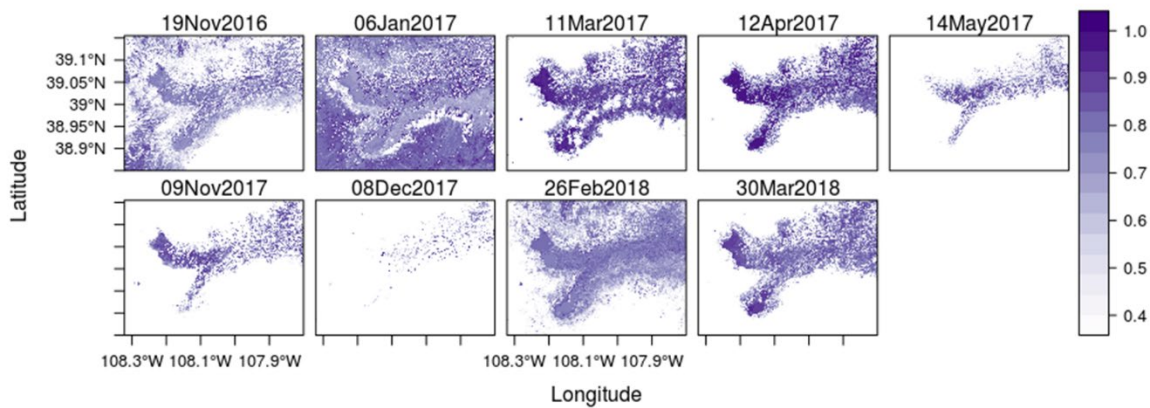 19Nov2016 06Jan2017 11Mar2017 12Apr2017 14May2017
39.1°N
39.05°N
39°N
38.95°N
38.9°N
1.0
0.9
0.8
0.7
0.6
0.5
0.4
Latitude
09Nov2017 08Dec2017 26Feb2018 30Mar2018
108.3°W 108.1°W 107.9°W 108.3°W 108.1°W 107.9°W
Longitude